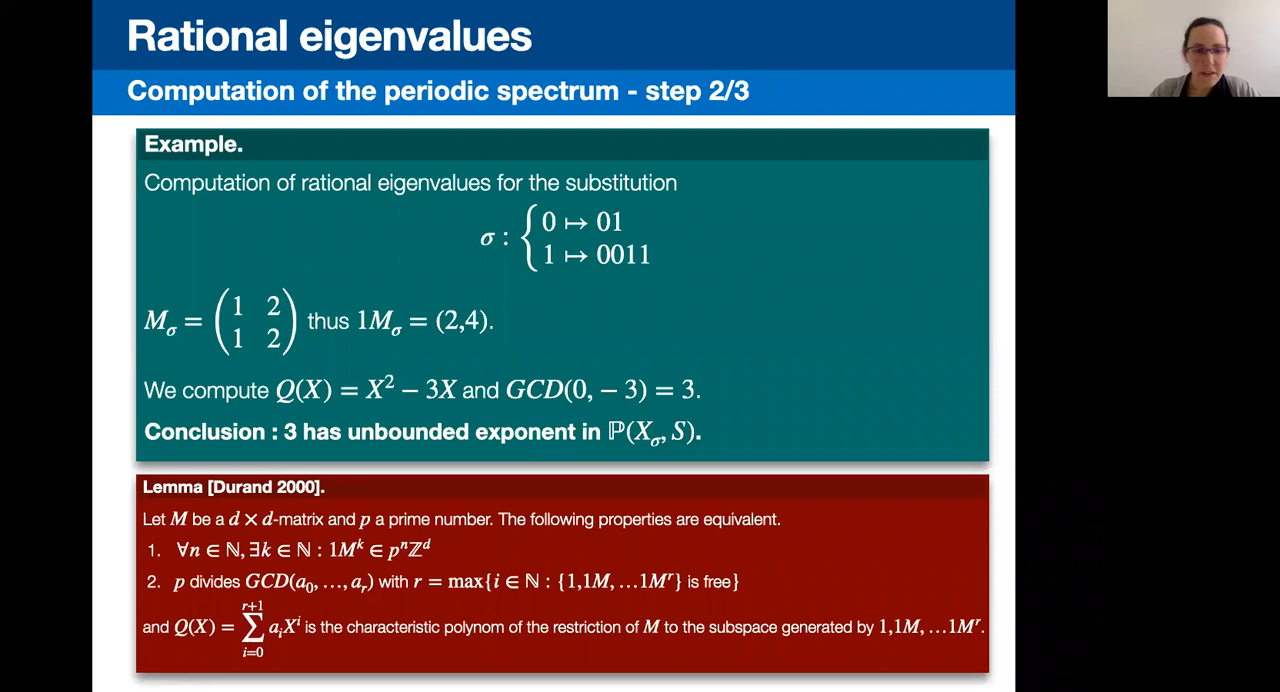 Rational eigenvalues
Computation of the periodic spectrum - step 2/3
Example.
Computation of rational eigenvalues for the substitution
σ : { 0 ↦ 01
1 ↦ 0011
M_σ = (1 2
1 2) thus 1M_σ = (2,4).
We compute Q(X) = X² − 3X and GCD(0, − 3) = 3.
Conclusion : 3 has unbounded exponent in ℙ(X_σ, S).
Lemma [Durand 2000].
Let M be a d × d-matrix and p a prime number. The following properties are equivalent.
1. ∀n ∈ ℕ, ∃k ∈ ℕ : 1M^k ∈ p^nℤ^d
2. p divides GCD(a_0, …, a_r) with r = max{i ∈ ℕ : {1,1M, …1M^r} is free}
and Q(X) = ∑_{i=0}^{r+1} a_iX^i is the characteristic polynom of the restriction of M to the subspace generated by 1,1M, …1M^r.